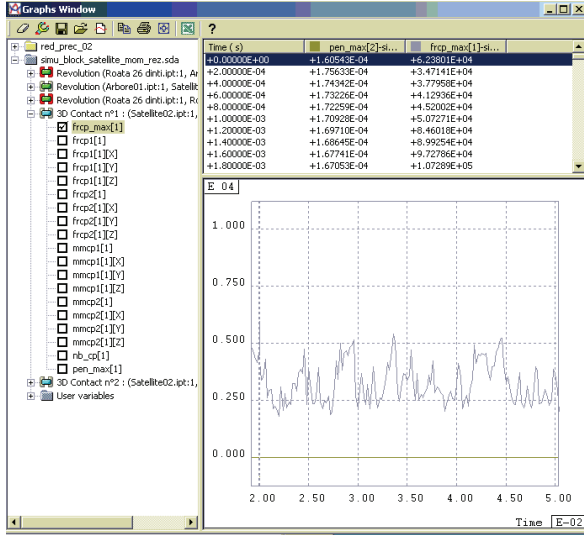 Graphs Window
?
red_prec_02
simu_block_satellite_mom_rez.sda
Revolution (Roata 26 dinti.ipt:1, Ar
Revolution (Arbore01.ipt:1, Satellit
Revolution (Roata 26 dinti.ipt:1, Ro
3D Contact n°1 : (Satellite02.ipt:1,
frcp_max[1]
frcp1[1]
frcp1[1][X]
frcp1[1][Y]
frcp1[1][Z]
frcp2[1]
frcp2[1][X]
frcp2[1][Y]
frcp2[1][Z]
mmcp1[1]
mmcp1[1][X]
mmcp1[1][Y]
mmcp1[1][Z]
mmcp2[1]
mmcp2[1][X]
mmcp2[1][Y]
mmcp2[1][Z]
nb_cp[1]
pen_max[1]
3D Contact n°2 : (Satellite02.ipt:1,
User variables
Time ( s) pen_max[2]-si... frcp_max[1]-si...
+0.00000E+00 +1.60543E-04 +6.23801E+04
+2.00000E-04 +1.75633E-04 +3.47141E+04
+4.00000E-04 +1.74342E-04 +3.77958E+04
+6.00000E-04 +1.73226E-04 +4.12936E+04
+8.00000E-04 +1.72259E-04 +4.52002E+04
+1.00000E-03 +1.70928E-04 +5.07271E+04
+1.20000E-03 +1.69710E-04 +8.46018E+04
+1.40000E-03 +1.68645E-04 +8.99254E+04
+1.60000E-03 +1.67741E-04 +9.72786E+04
+1.80000E-03 +1.67053E-04 +1.07289E+05
E 04
1.000
0.750
0.500
0.250
0.000
2.00 2.50 3.00 3.50 4.00 4.50 5.00
Time E-02